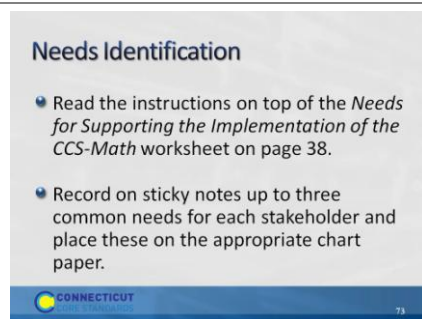 Needs Identification
Read the instructions on top of the Needs
for Supporting the Implementation of the
CCS-Math worksheet on page 38.
Record on sticky notes up to three
common needs for each stakeholder and
place these on the appropriate chart
paper.
CONNECTICUT
CORE STANDARDS
73